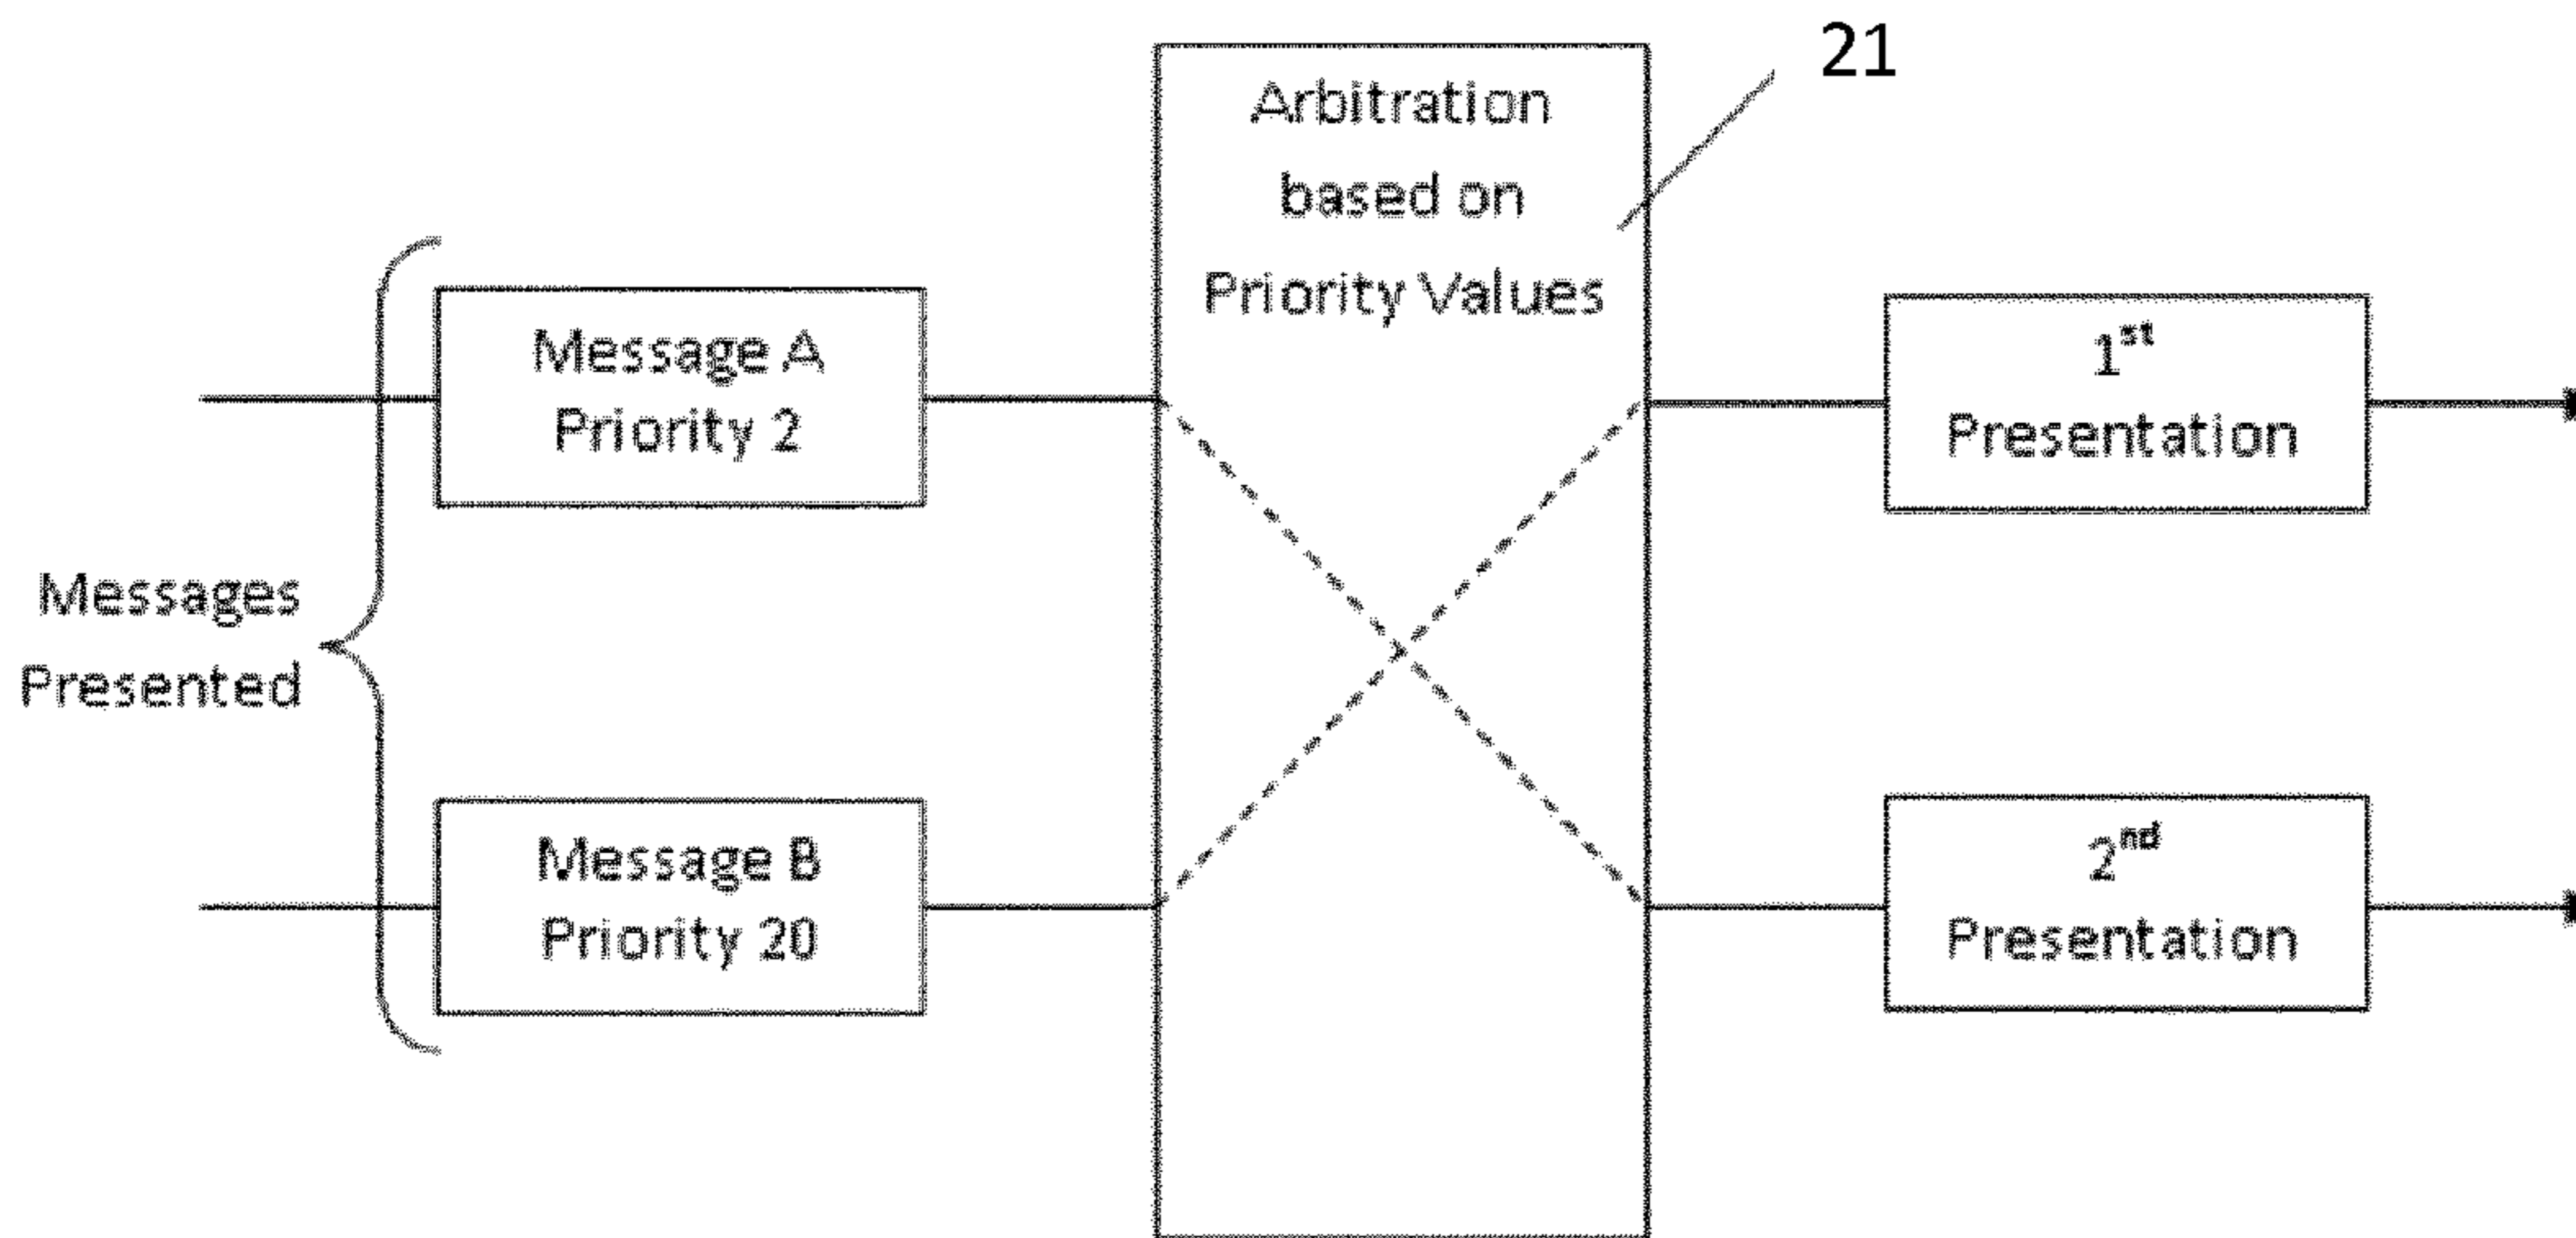 21
Arbitration
based on
Priority Values
Messages
Presented
Message A
Priority 2
Message B
Priority 20
1st
Presentation
2nd
Presentation